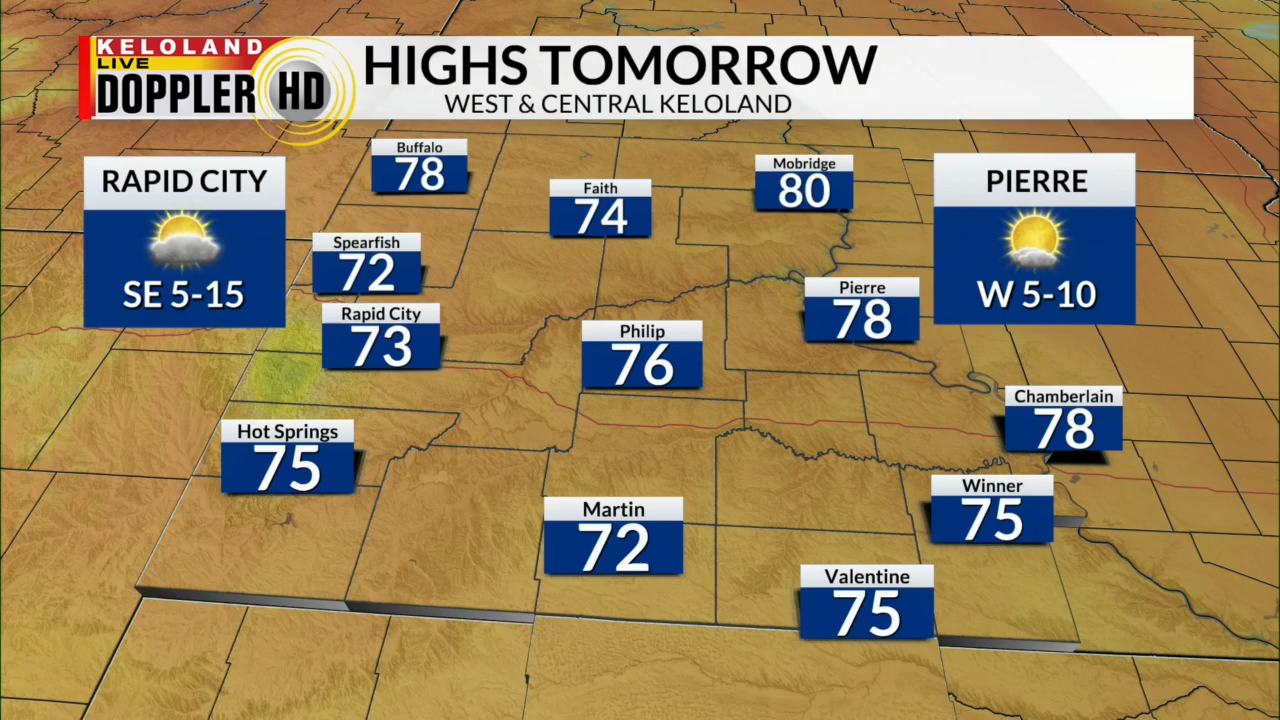 KELOLAND
LIVE
DOPPLER HD
HIGHS TOMORROW
WEST & CENTRAL KELOLAND
RAPID CITY
SE 5-15
Buffalo
78
Faith
74
Mobridge
80
PIERRE
W 5-10
Spearfish
72
Rapid City
73
Philip
76
Pierre
78
Chamberlain
78
Hot Springs
75
Martin
72
Winner
75
Valentine
75